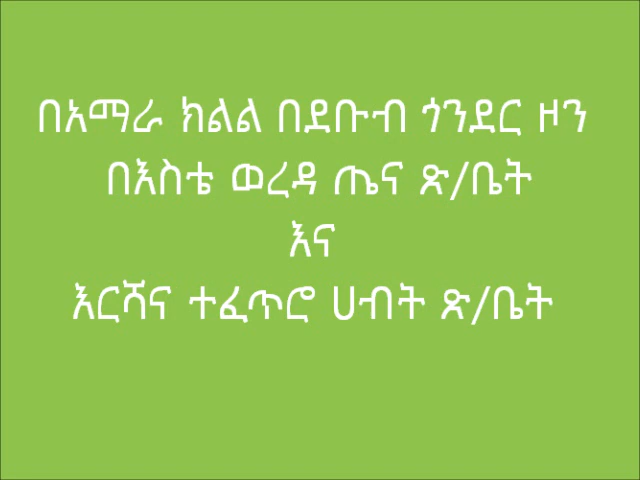 በአማራ ክልል በደቡብ ጎንደር ዞን
በእስቴ ወረዳ ጤና ጽ/ቤት
እና
እርሻና ተፈጥሮ ሀብት ጽ/ቤት